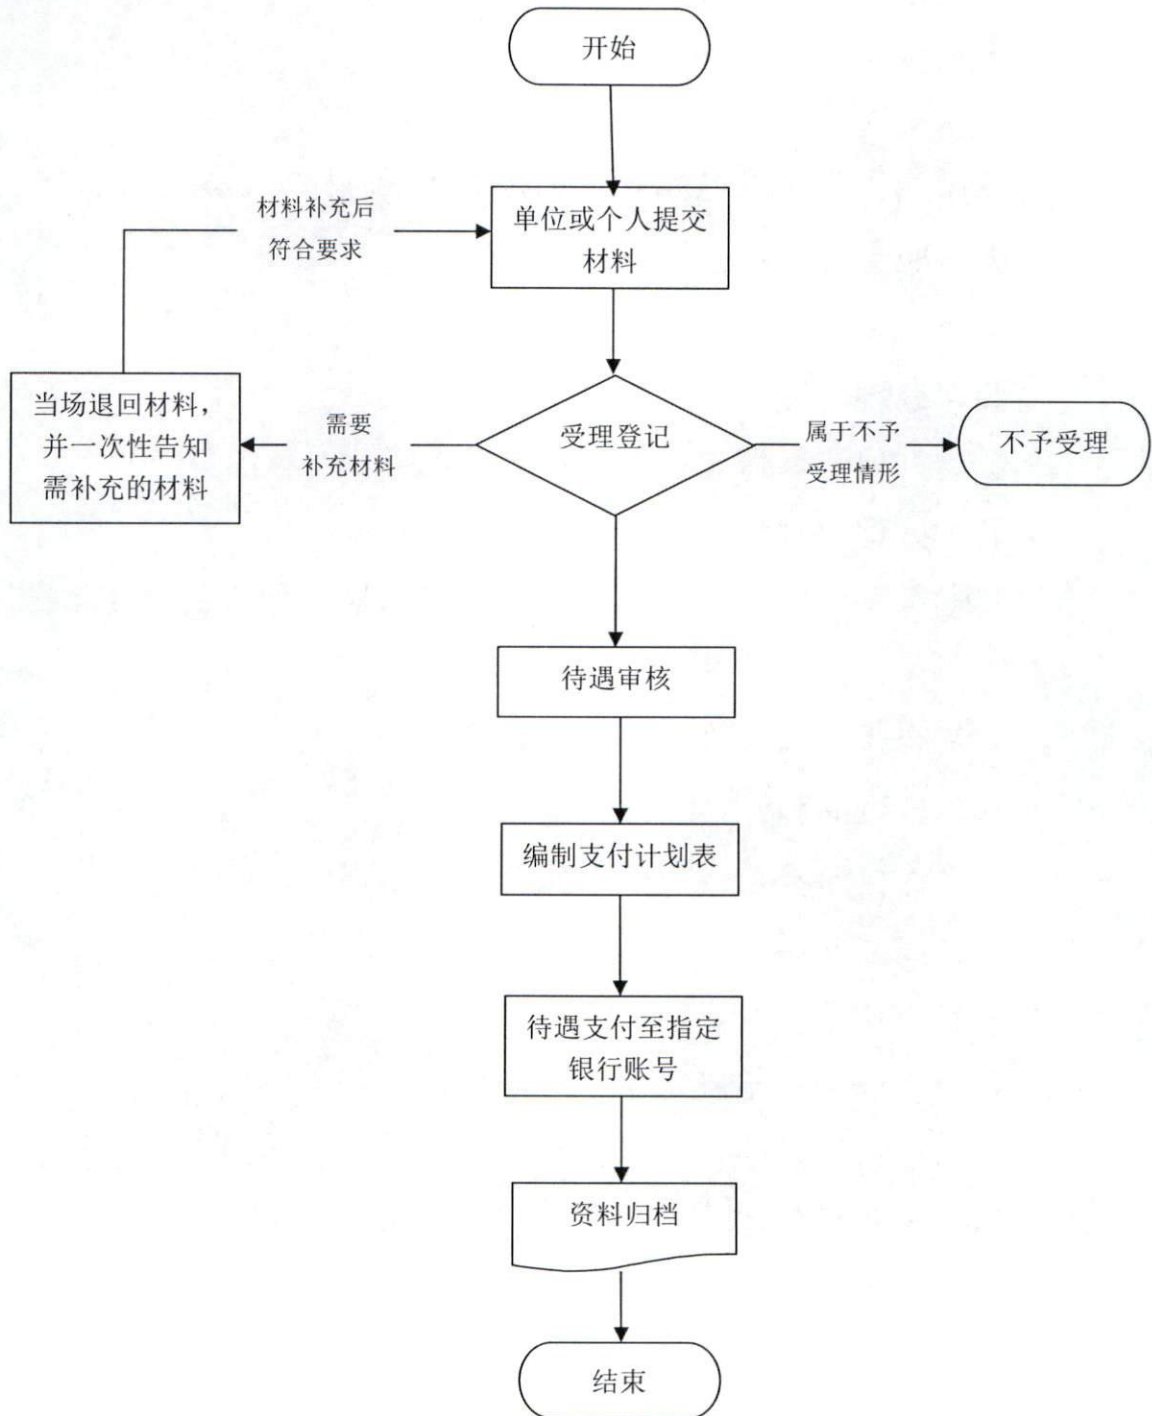 开始
材料补充后
符合要求
单位或个人提交
材料
当场退回材料，
并一次性告知
需补充的材料
需要
补充材料
受理登记
属于不予
受理情形
不予受理
待遇审核
编制支付计划表
待遇支付至指定
银行账号
资料归档
结束